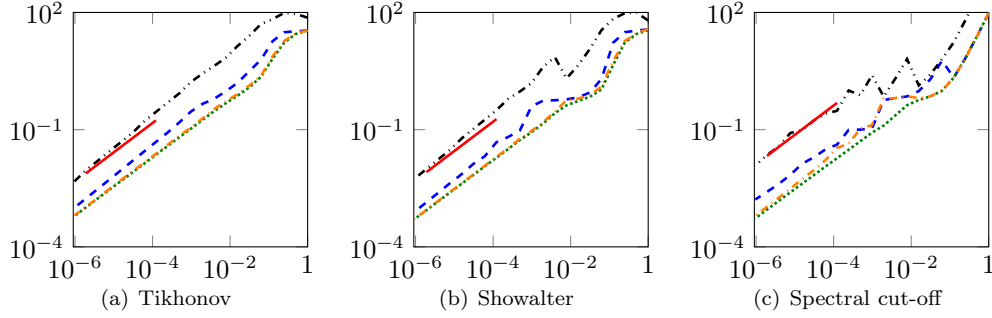 10^2 10^2 10^2
10^−1 10^−1 10^−1
10^−4 10^−4 10^−4
10^−6 10^−4 10^−2 1 10^−6 10^−4 10^−2 1 10^−6 10^−4 10^−2 1
(a) Tikhonov (b) Showalter (c) Spectral cut-off